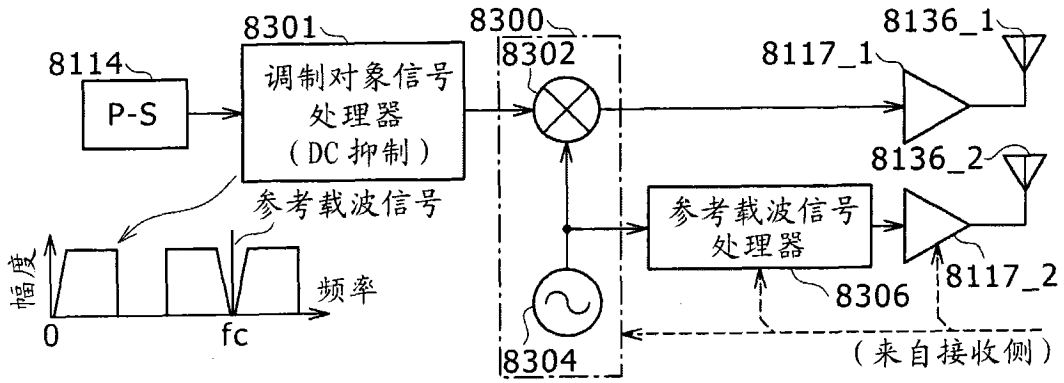 8300
8301
8302
8136_1
8114
8117_1
P-S
调制对象信号
处理器
(DC 抑制)
8136_2
参考载波信号
参考载波信号
处理器
幅度
频率
0
fc
8304
8306
8117_2
(来自接收侧)